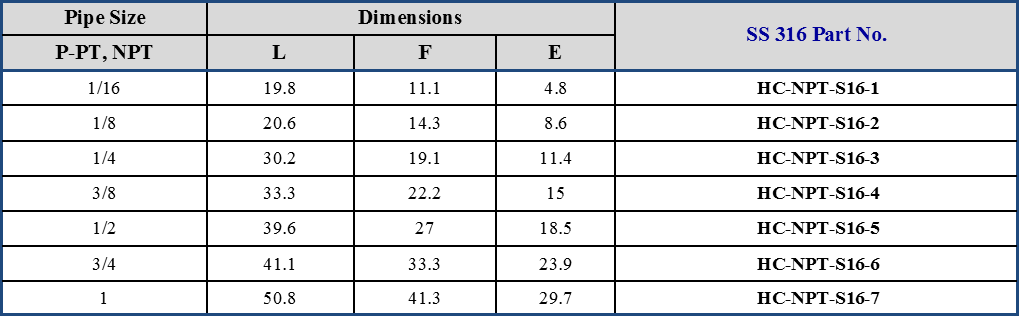 Pipe Size Dimensions SS 316 Part No.
P-PT, NPT L F E
1/16 19.8 11.1 4.8 HC-NPT-S16-1
1/8 20.6 14.3 8.6 HC-NPT-S16-2
1/4 30.2 19.1 11.4 HC-NPT-S16-3
3/8 33.3 22.2 15 HC-NPT-S16-4
1/2 39.6 27 18.5 HC-NPT-S16-5
3/4 41.1 33.3 23.9 HC-NPT-S16-6
1 50.8 41.3 29.7 HC-NPT-S16-7